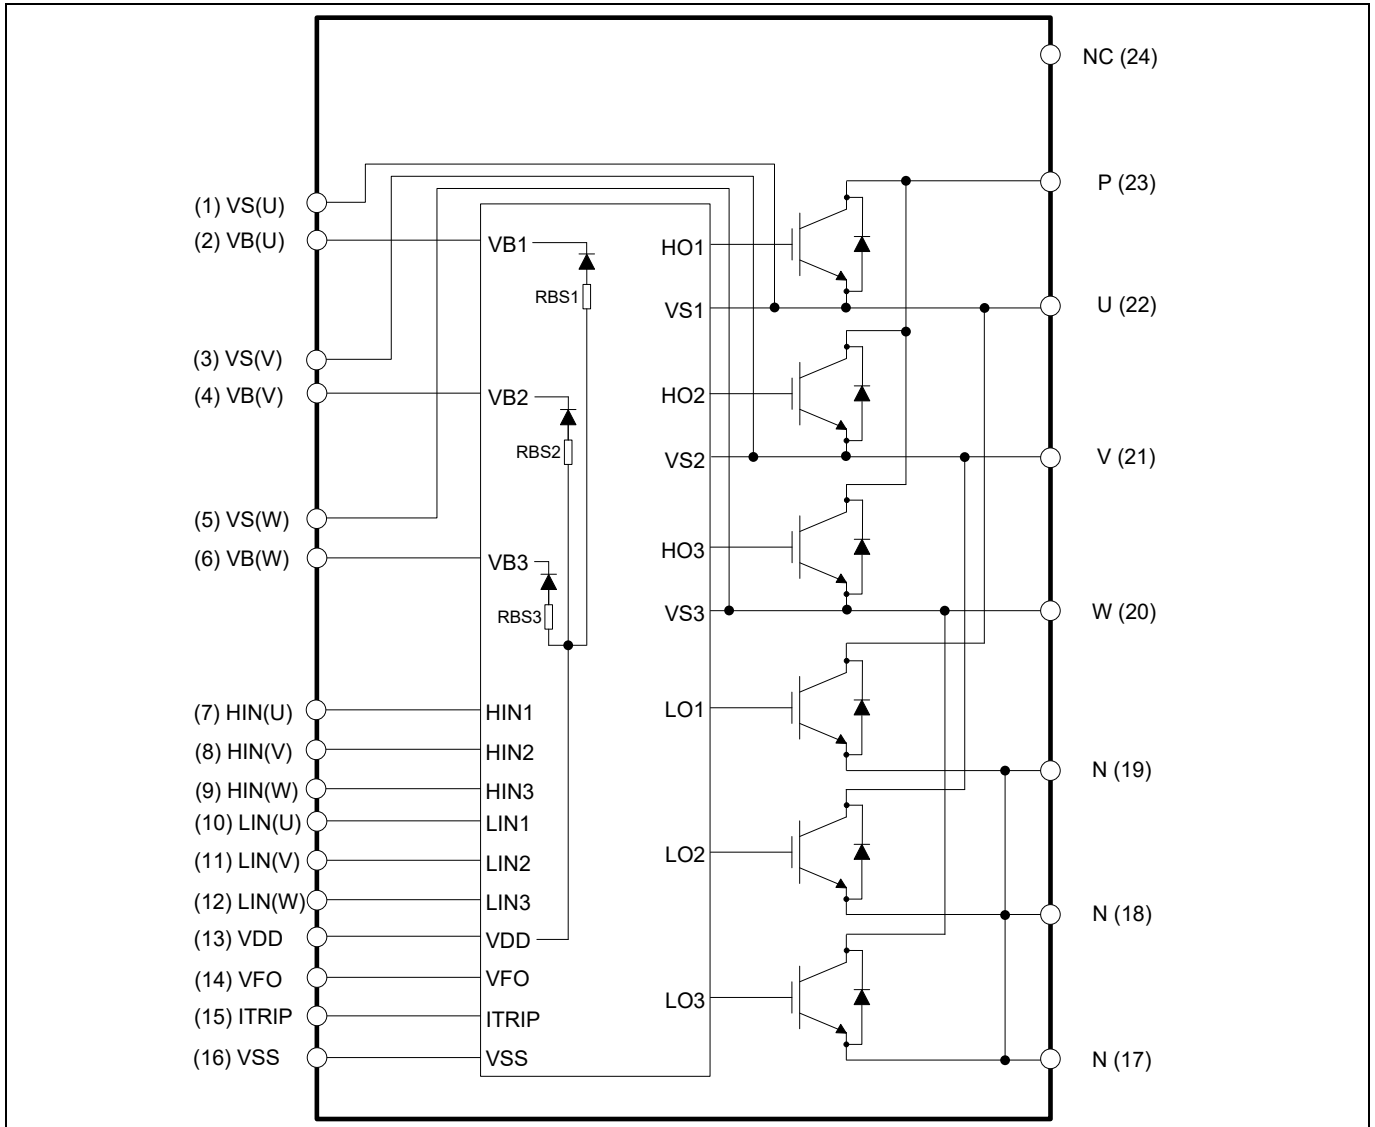 NC (24)
P (23)
(1) VS(U)
(2) VB(U)
VB1
HO1
RBS1
VS1
U (22)
(3) VS(V)
(4) VB(V)
VB2
HO2
RBS2
VS2
V (21)
(5) VS(W)
(6) VB(W)
VB3
HO3
RBS3
VS3
W (20)
(7) HIN(U)
HIN1
LO1
(8) HIN(V)
HIN2
N (19)
(9) HIN(W)
HIN3
(10) LIN(U)
LIN1
(11) LIN(V)
LIN2
LO2
(12) LIN(W)
LIN3
N (18)
(13) VDD
VDD
(14) VFO
VFO
LO3
(15) ITRIP
ITRIP
(16) VSS
VSS
N (17)